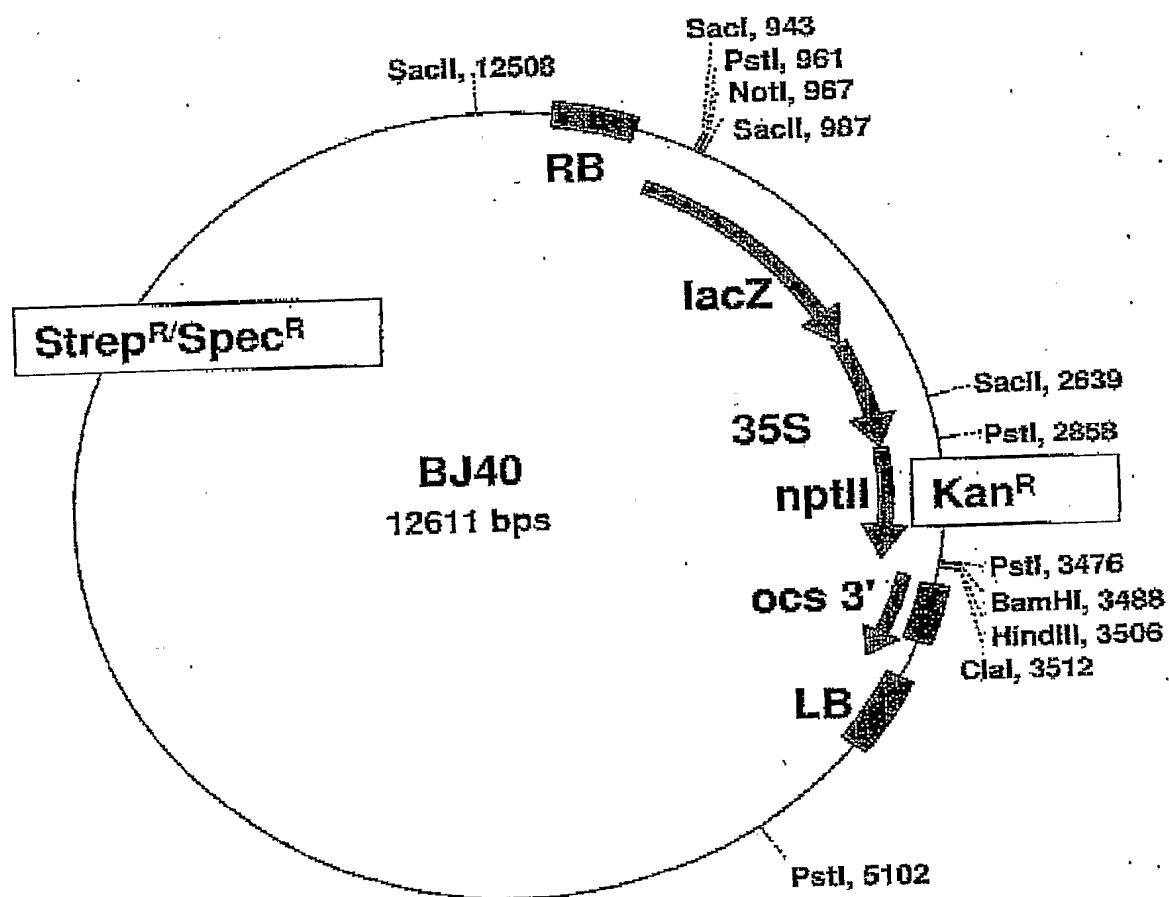 SacI, 943
PstI, 961
NotI, 967
SacII, 987
SacII, 12508
RB
lacZ
Strep^R/Spec^R
SacII, 2639
35S
PstI, 2858
BJ40
12611 bps
nptII
Kan^R
PstI, 3476
ocs 3'
BamHI, 3488
HindIII, 3506
ClaI, 3512
LB
PstI, 5102